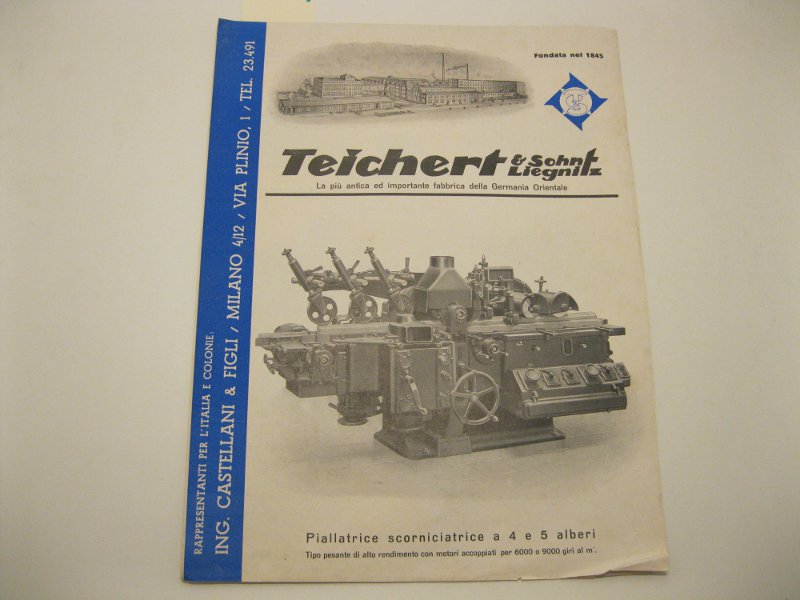 Fondata nel 1845
Teichert & Sohn Liegnitz
La più antica ed importante fabbrica della Germania Orientale
RAPPRESENTANTI PER L'ITALIA E COLONIE:
ING. CASTELLANI & FIGLI / MILANO 4/12 / VIA PLINIO, 1 / TEL. 23.491
Piallatrice scorniciatrice a 4 e 5 alberi
Tipo pesante di alto rendimento con motori accoppiati per 6000 o 9000 giri al m'.